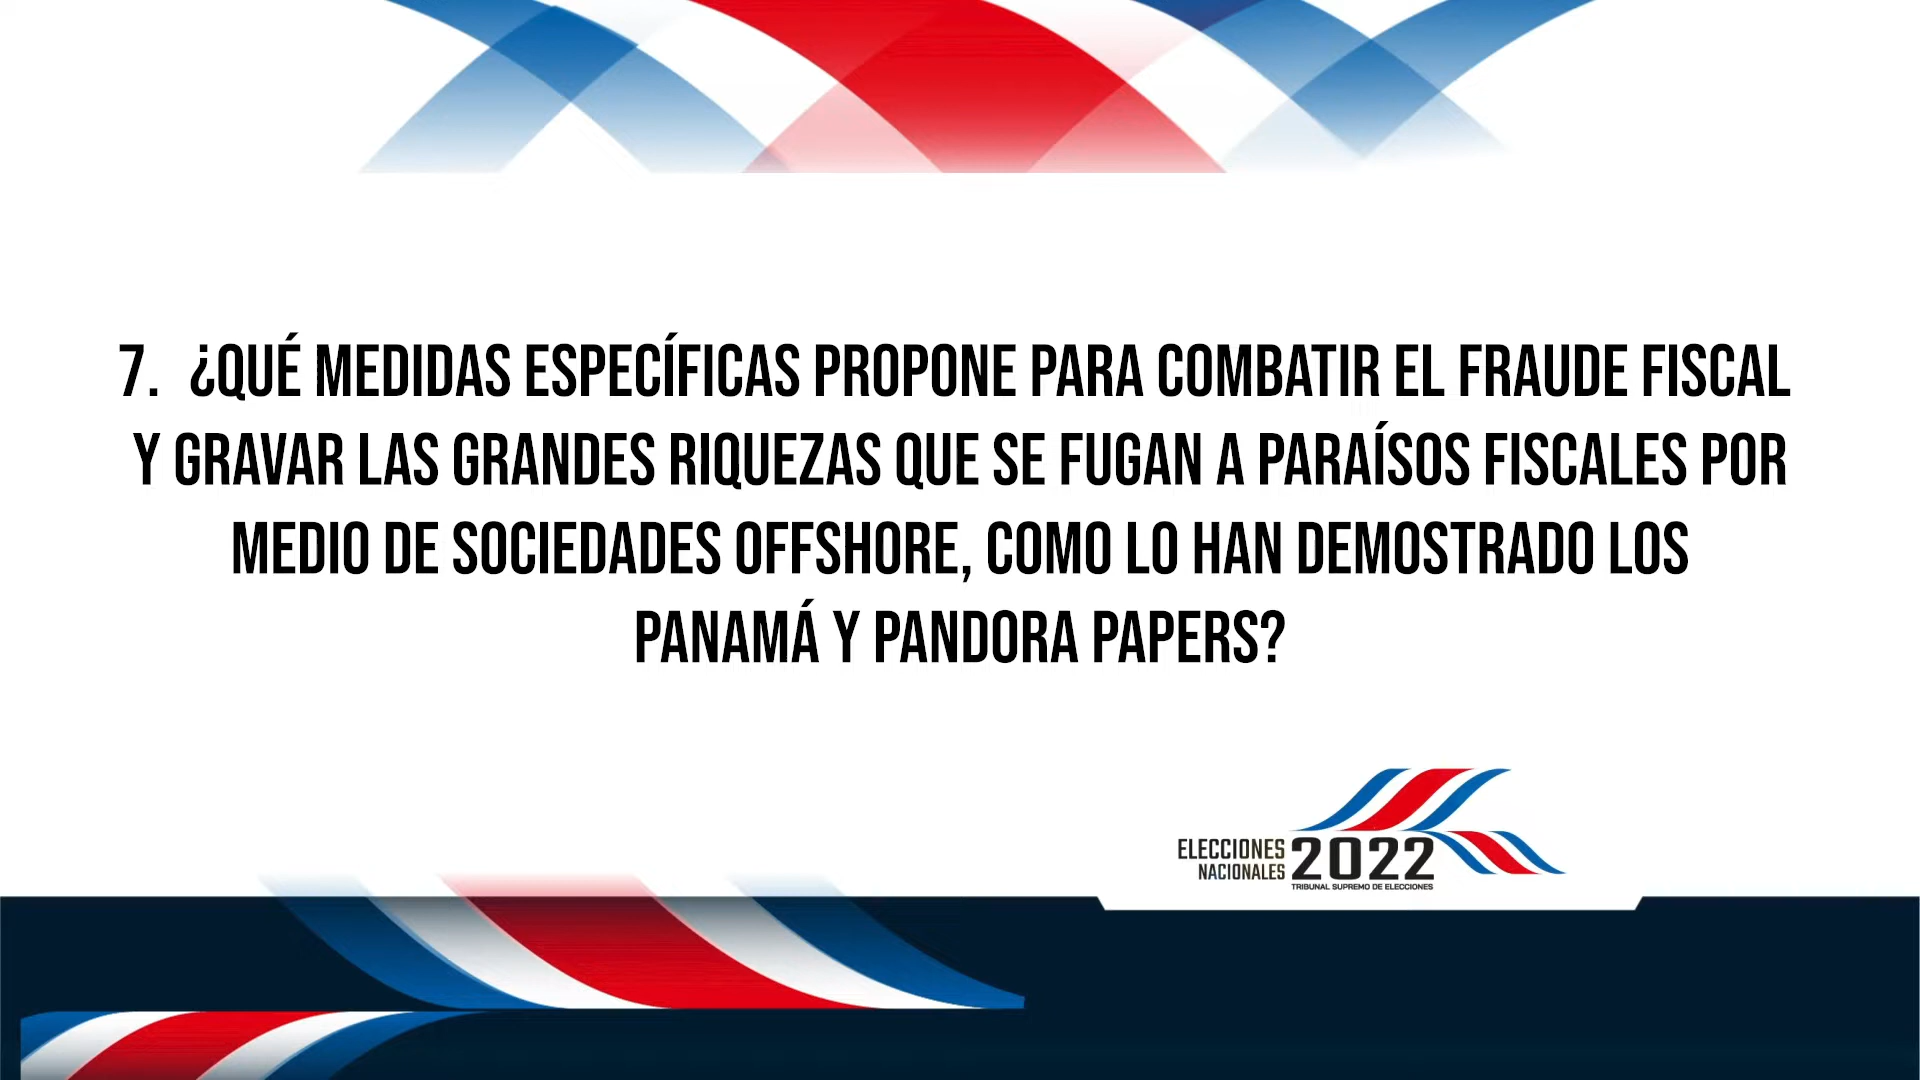 7. ¿QUÉ MEDIDAS ESPECÍFICAS PROPONE PARA COMBATIR EL FRAUDE FISCAL
Y GRAVAR LAS GRANDES RIQUEZAS QUE SE FUGAN A PARAÍSOS FISCALES POR
MEDIO DE SOCIEDADES OFFSHORE, COMO LO HAN DEMOSTRADO LOS
PANAMÁ Y PANDORA PAPERS?
ELECCIONES
NACIONALES
2022
TRIBUNAL SUPREMO DE ELECCIONES